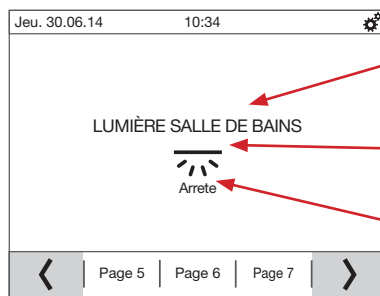 Jeu. 30.06.14 10:34
LUMIÈRE SALLE DE BAINS
Arrete
Page 5 Page 6 Page 7